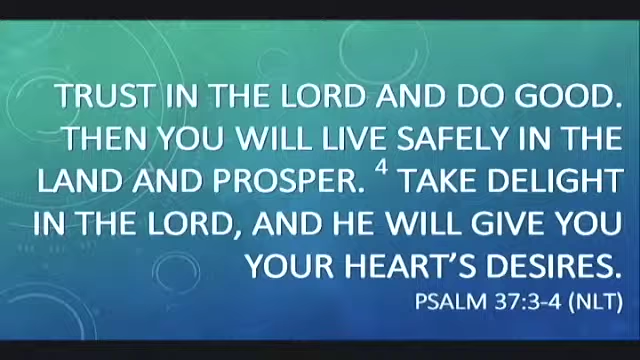 TRUST IN THE LORD AND DO GOOD.
THEN YOU WILL LIVE SAFELY IN THE
LAND AND PROSPER. 4 TAKE DELIGHT
IN THE LORD, AND HE WILL GIVE YOU
YOUR HEART'S DESIRES.
PSALM 37:3-4 (NLT)